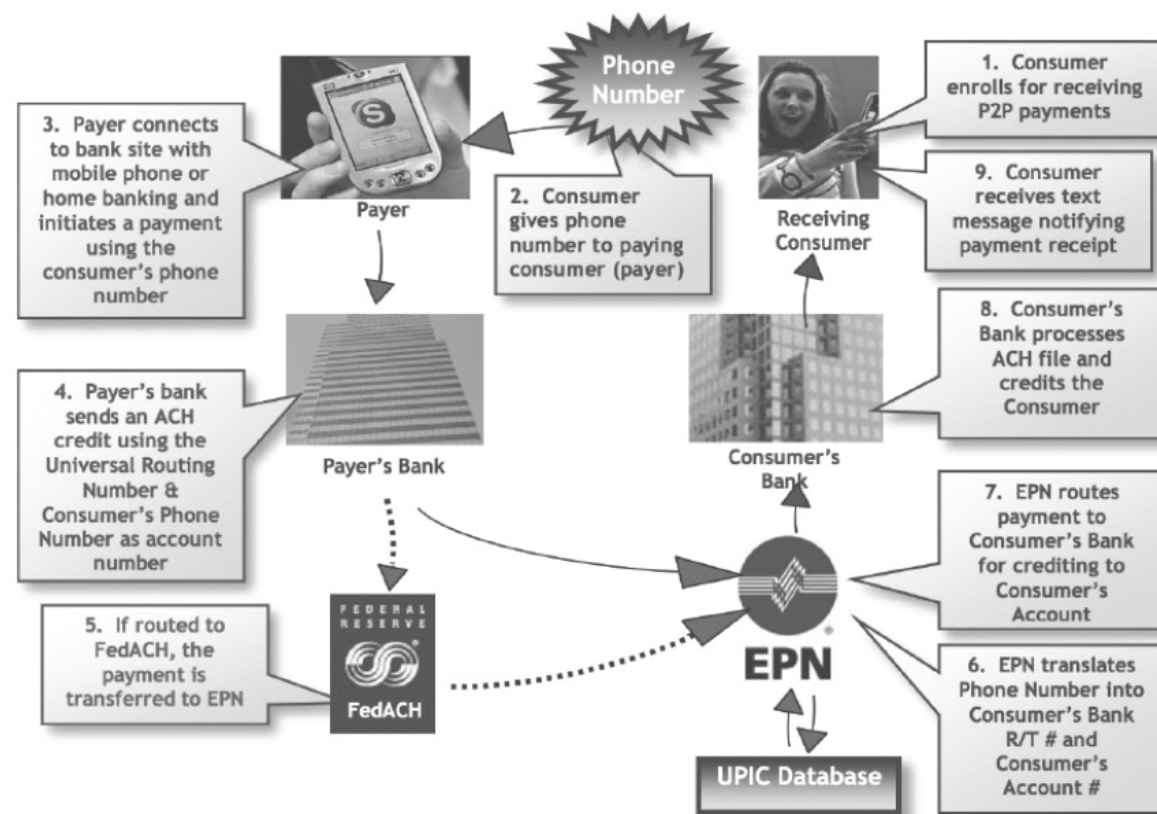 Phone
Number
1. Consumer
enrolls for receiving
P2P payments
3. Payer connects
to bank site with
mobile phone or
home banking and
initiates a payment
using the
consumer's phone
number
Payer
2. Consumer
gives phone
number to paying
consumer (payer)
Receiving
Consumer
9. Consumer
receives text
message notifying
payment receipt
8. Consumer's
Bank processes
ACH file and
credits the
Consumer
4. Payer's bank
sends an ACH
credit using the
Universal Routing
Number &
Consumer's Phone
Number as account
number
Payer's Bank
Consumer's
Bank
7. EPN routes
payment to
Consumer's Bank
for crediting to
Consumer's
Account
5. If routed to
FedACH, the
payment is
transferred to EPN
FEDERAL
RESERVE
FedACH
®
EPN
6. EPN translates
Phone Number into
Consumer's Bank
R/T # and
Consumer's
Account #
UPIC Database